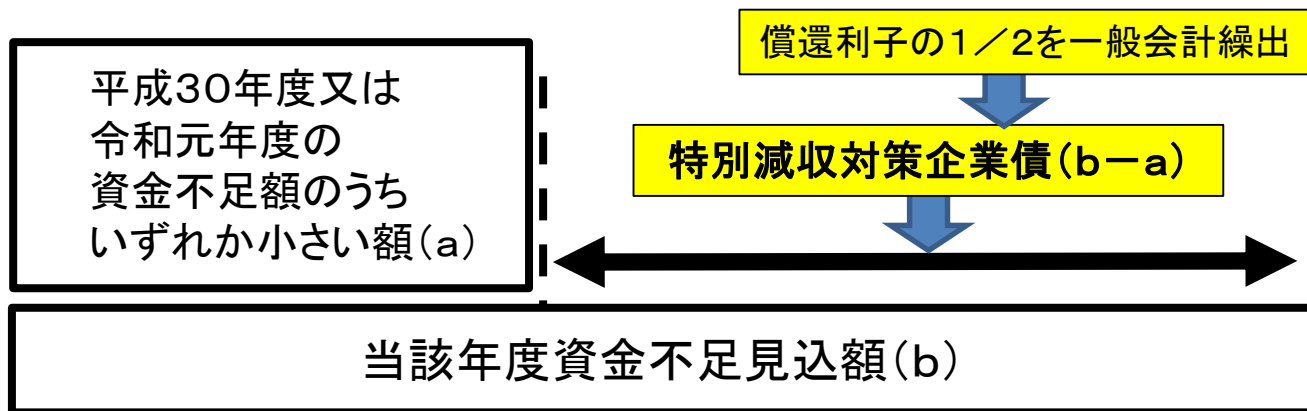 償還利子の１／２を一般会計繰出
平成３０年度又は
令和元年度の
資金不足額のうち
いずれか小さい額（ａ）
特別減収対策企業債（ｂ－ａ）
当該年度資金不足見込額（ｂ）